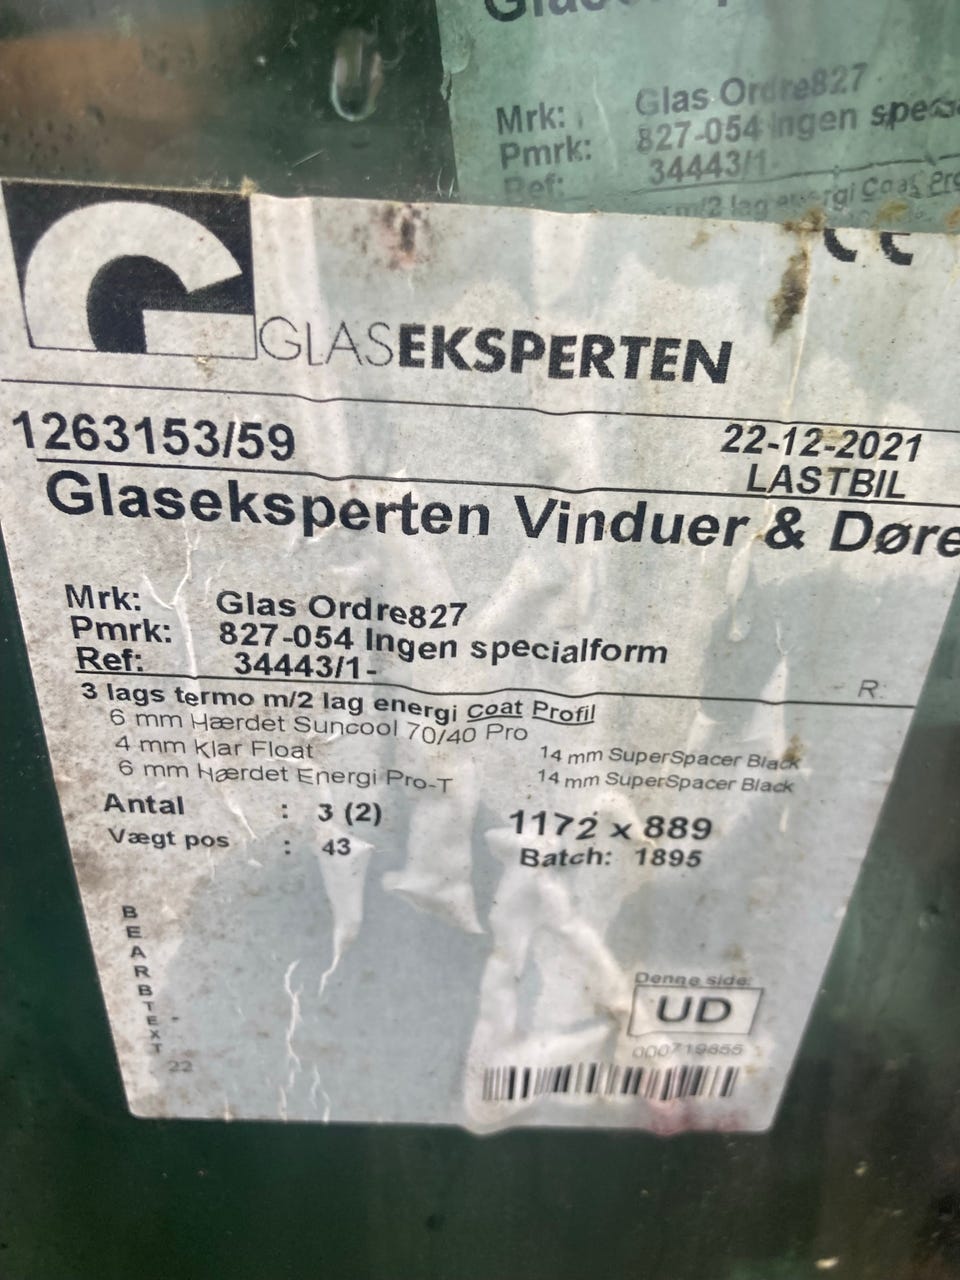 Mrk: Glas Ordre827
Pmrk: 827-054 Ingen
Ref: 34443/1-
m/2 lag
CE
GLASEKSPERTEN
1263153/59 22-12-2021
LASTBIL
Glaseksperten Vinduer & Døre
Mrk: Glas Ordre827
Pmrk: 827-054 Ingen specialform
Ref: 34443/1-
R:
3 lags termo m/2 lag energi Coat Profil
6 mm Hærdet Suncool 70/40 Pro
4 mm Klar Float 14 mm SuperSpacer Black
6 mm Hærdet Energi Pro-T 14 mm SuperSpacer Black
Antal : 3 (2) 1172 x 889
Vægt pos : 43 Batch: 1895
BEARBTEXT
22
Denne side:
UD
000719655